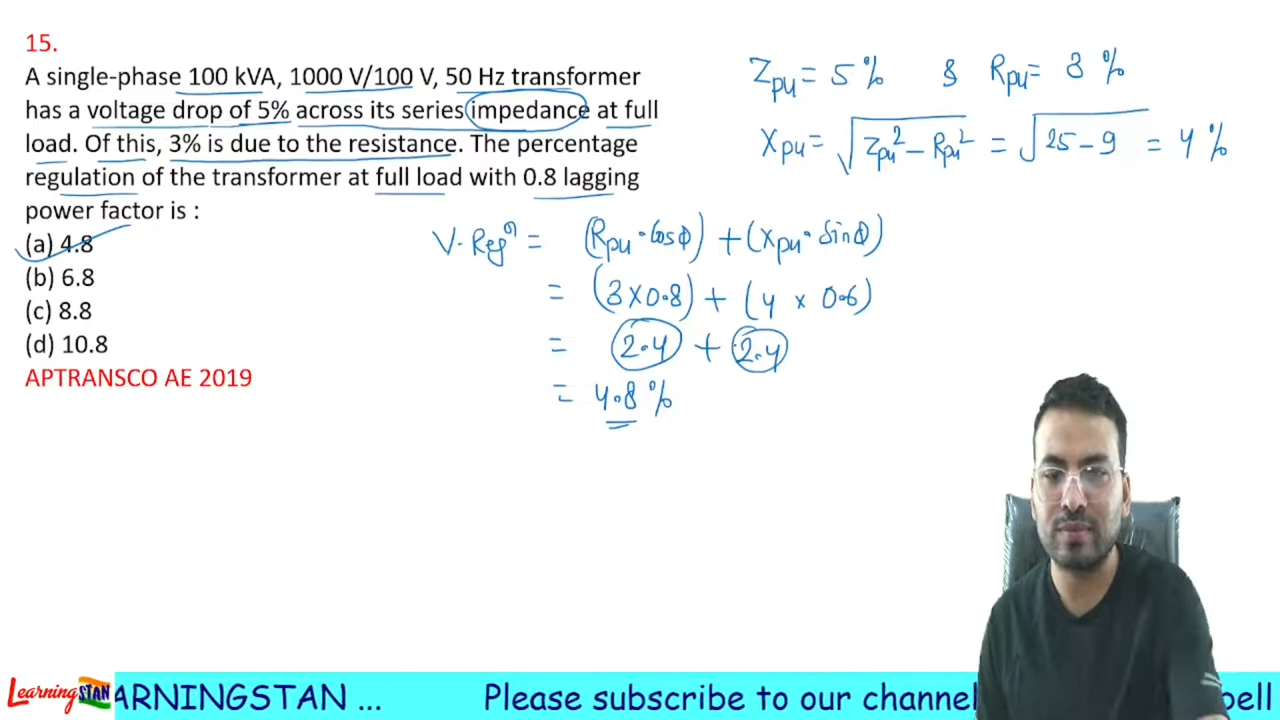 15.
A single-phase 100 kVA, 1000 V/100 V, 50 Hz transformer
has a voltage drop of 5% across its series impedance at full
load. Of this, 3% is due to the resistance. The percentage
regulation of the transformer at full load with 0.8 lagging
power factor is :
(a) 4.8
(b) 6.8
(c) 8.8
(d) 10.8
APTRANSCO AE 2019
Zpu = 5 % & Rpu = 3 %
Xpu = √(Zpu² - Rpu²) = √(25 - 9) = 4 %
V. Regⁿ = (Rpu · cosϕ) + (Xpu · sinϕ)
= (3 × 0.8) + (4 × 0.6)
= 2.4 + 2.4
= 4.8 %
LearningSTAN
ARNINGSTAN ... Please subscribe to our channel bell